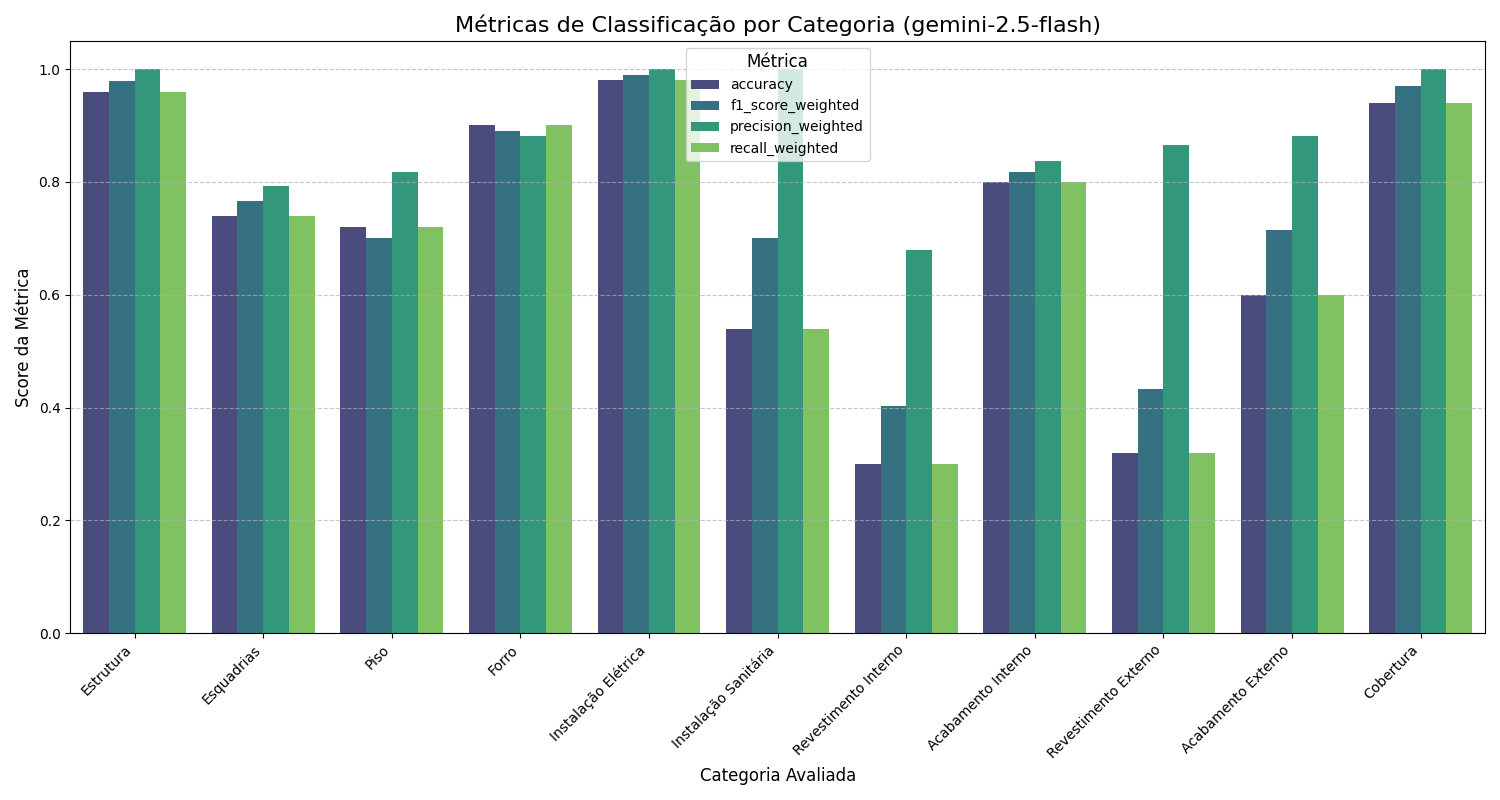 Métricas de Classificação por Categoria (gemini-2.5-flash)
Métrica
accuracy
f1_score_weighted
precision_weighted
recall_weighted
Score da Métrica
1.0
0.8
0.6
0.4
0.2
0.0
Estrutura
Esquadrias
Piso
Forro
Instalação Elétrica
Instalação Sanitária
Revestimento Interno
Acabamento Interno
Revestimento Externo
Acabamento Externo
Cobertura
Categoria Avaliada